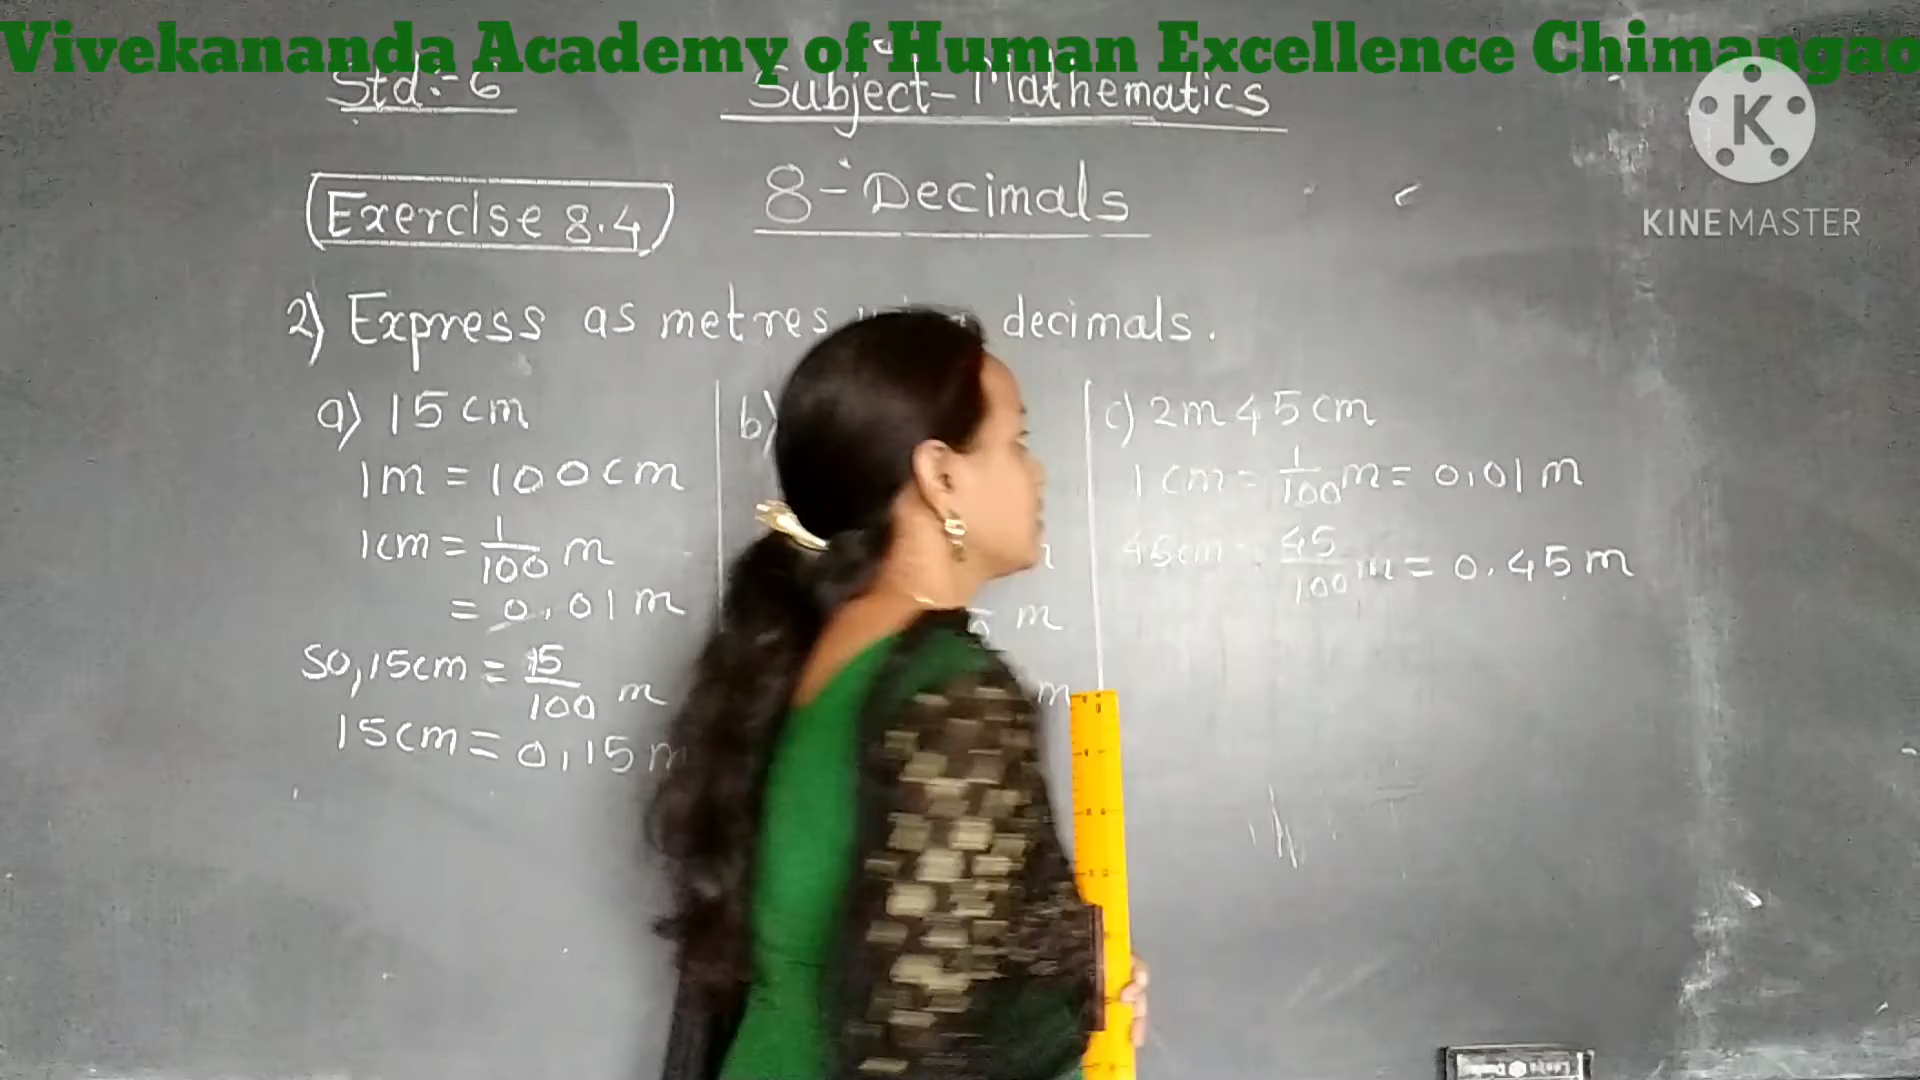 Vivekananda Academy of Human Excellence Chimangao
Std:-6 Subject-Mathematics
K
KINEMASTER
Exercise 8.4 8-Decimals
2) Express as metres decimals.
a) 15 cm
1m = 100cm
1cm = 1/100 m
= 0.01 m
So, 15cm = 15/100 m
15cm = 0.15m
b)
m
m
c) 2m 45cm
1 cm = 1/100 m = 0.01 m
45cm = 45/100 m = 0.45 m